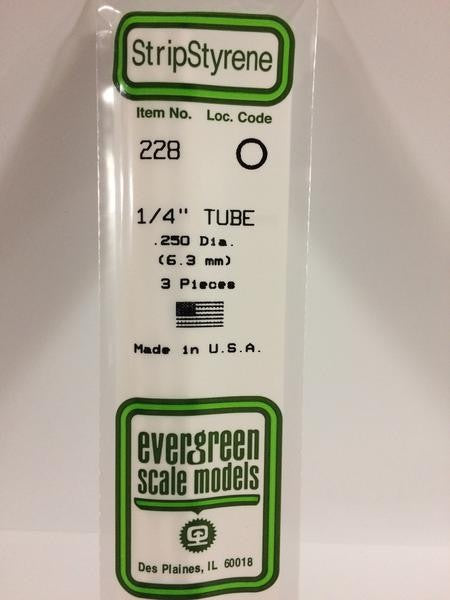 StripStyrene
Item No. Loc. Code
228 O
1/4" TUBE
.250 Dia.
(6.3 mm)
3 Pieces
Made in U.S.A.
evergreen
scale models
Des Plaines, IL 60018